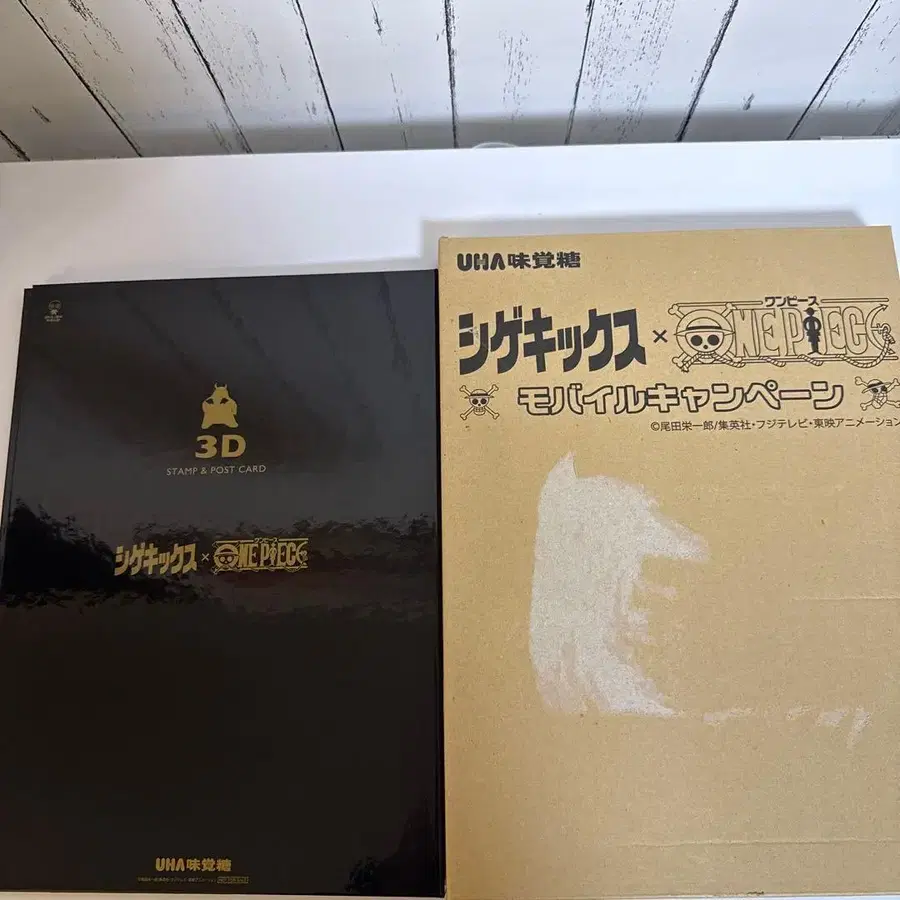 3D
STAMP & POST CARD
シゲキックス × ONE PIECE
UHA味覚糖
UHA味覚糖
シゲキックス × ワンピース ONE PIECE
モバイルキャンペーン
©尾田栄一郎/集英社・フジテレビ・東映アニメーション